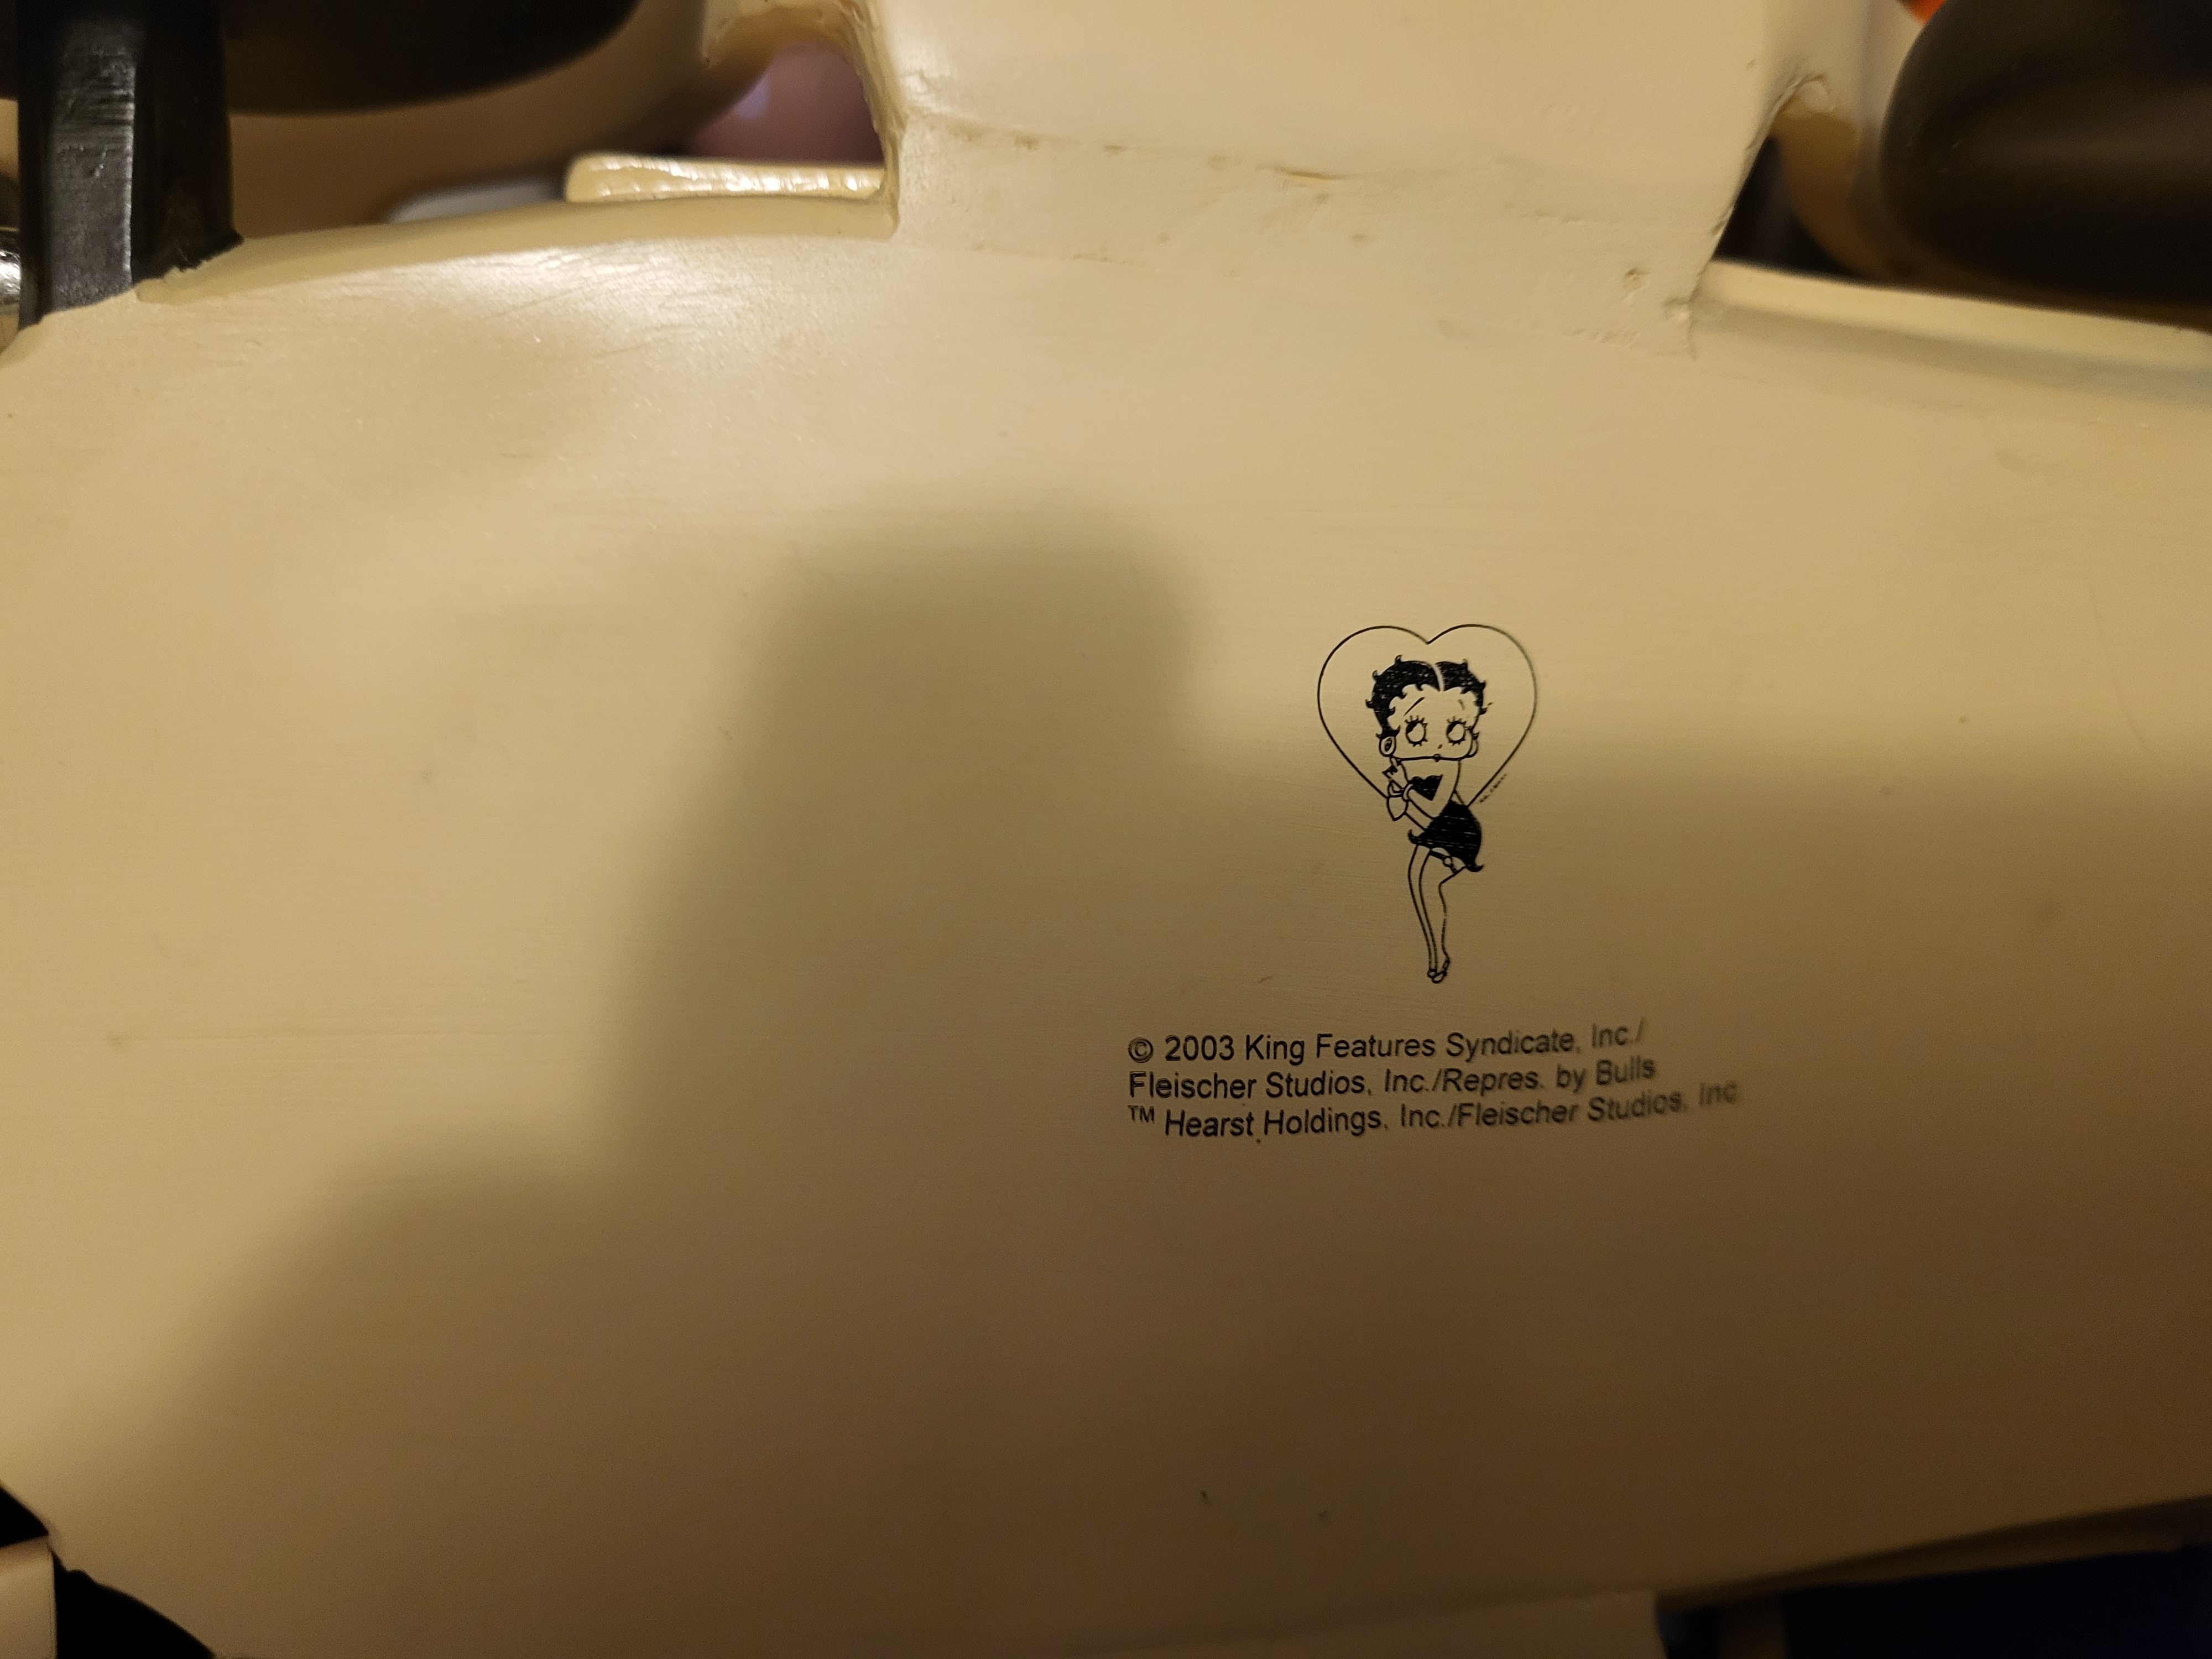 © 2003 King Features Syndicate, Inc./
Fleischer Studios, Inc./Repres. by Bulls
™ Hearst Holdings, Inc./Fleischer Studios, Inc.